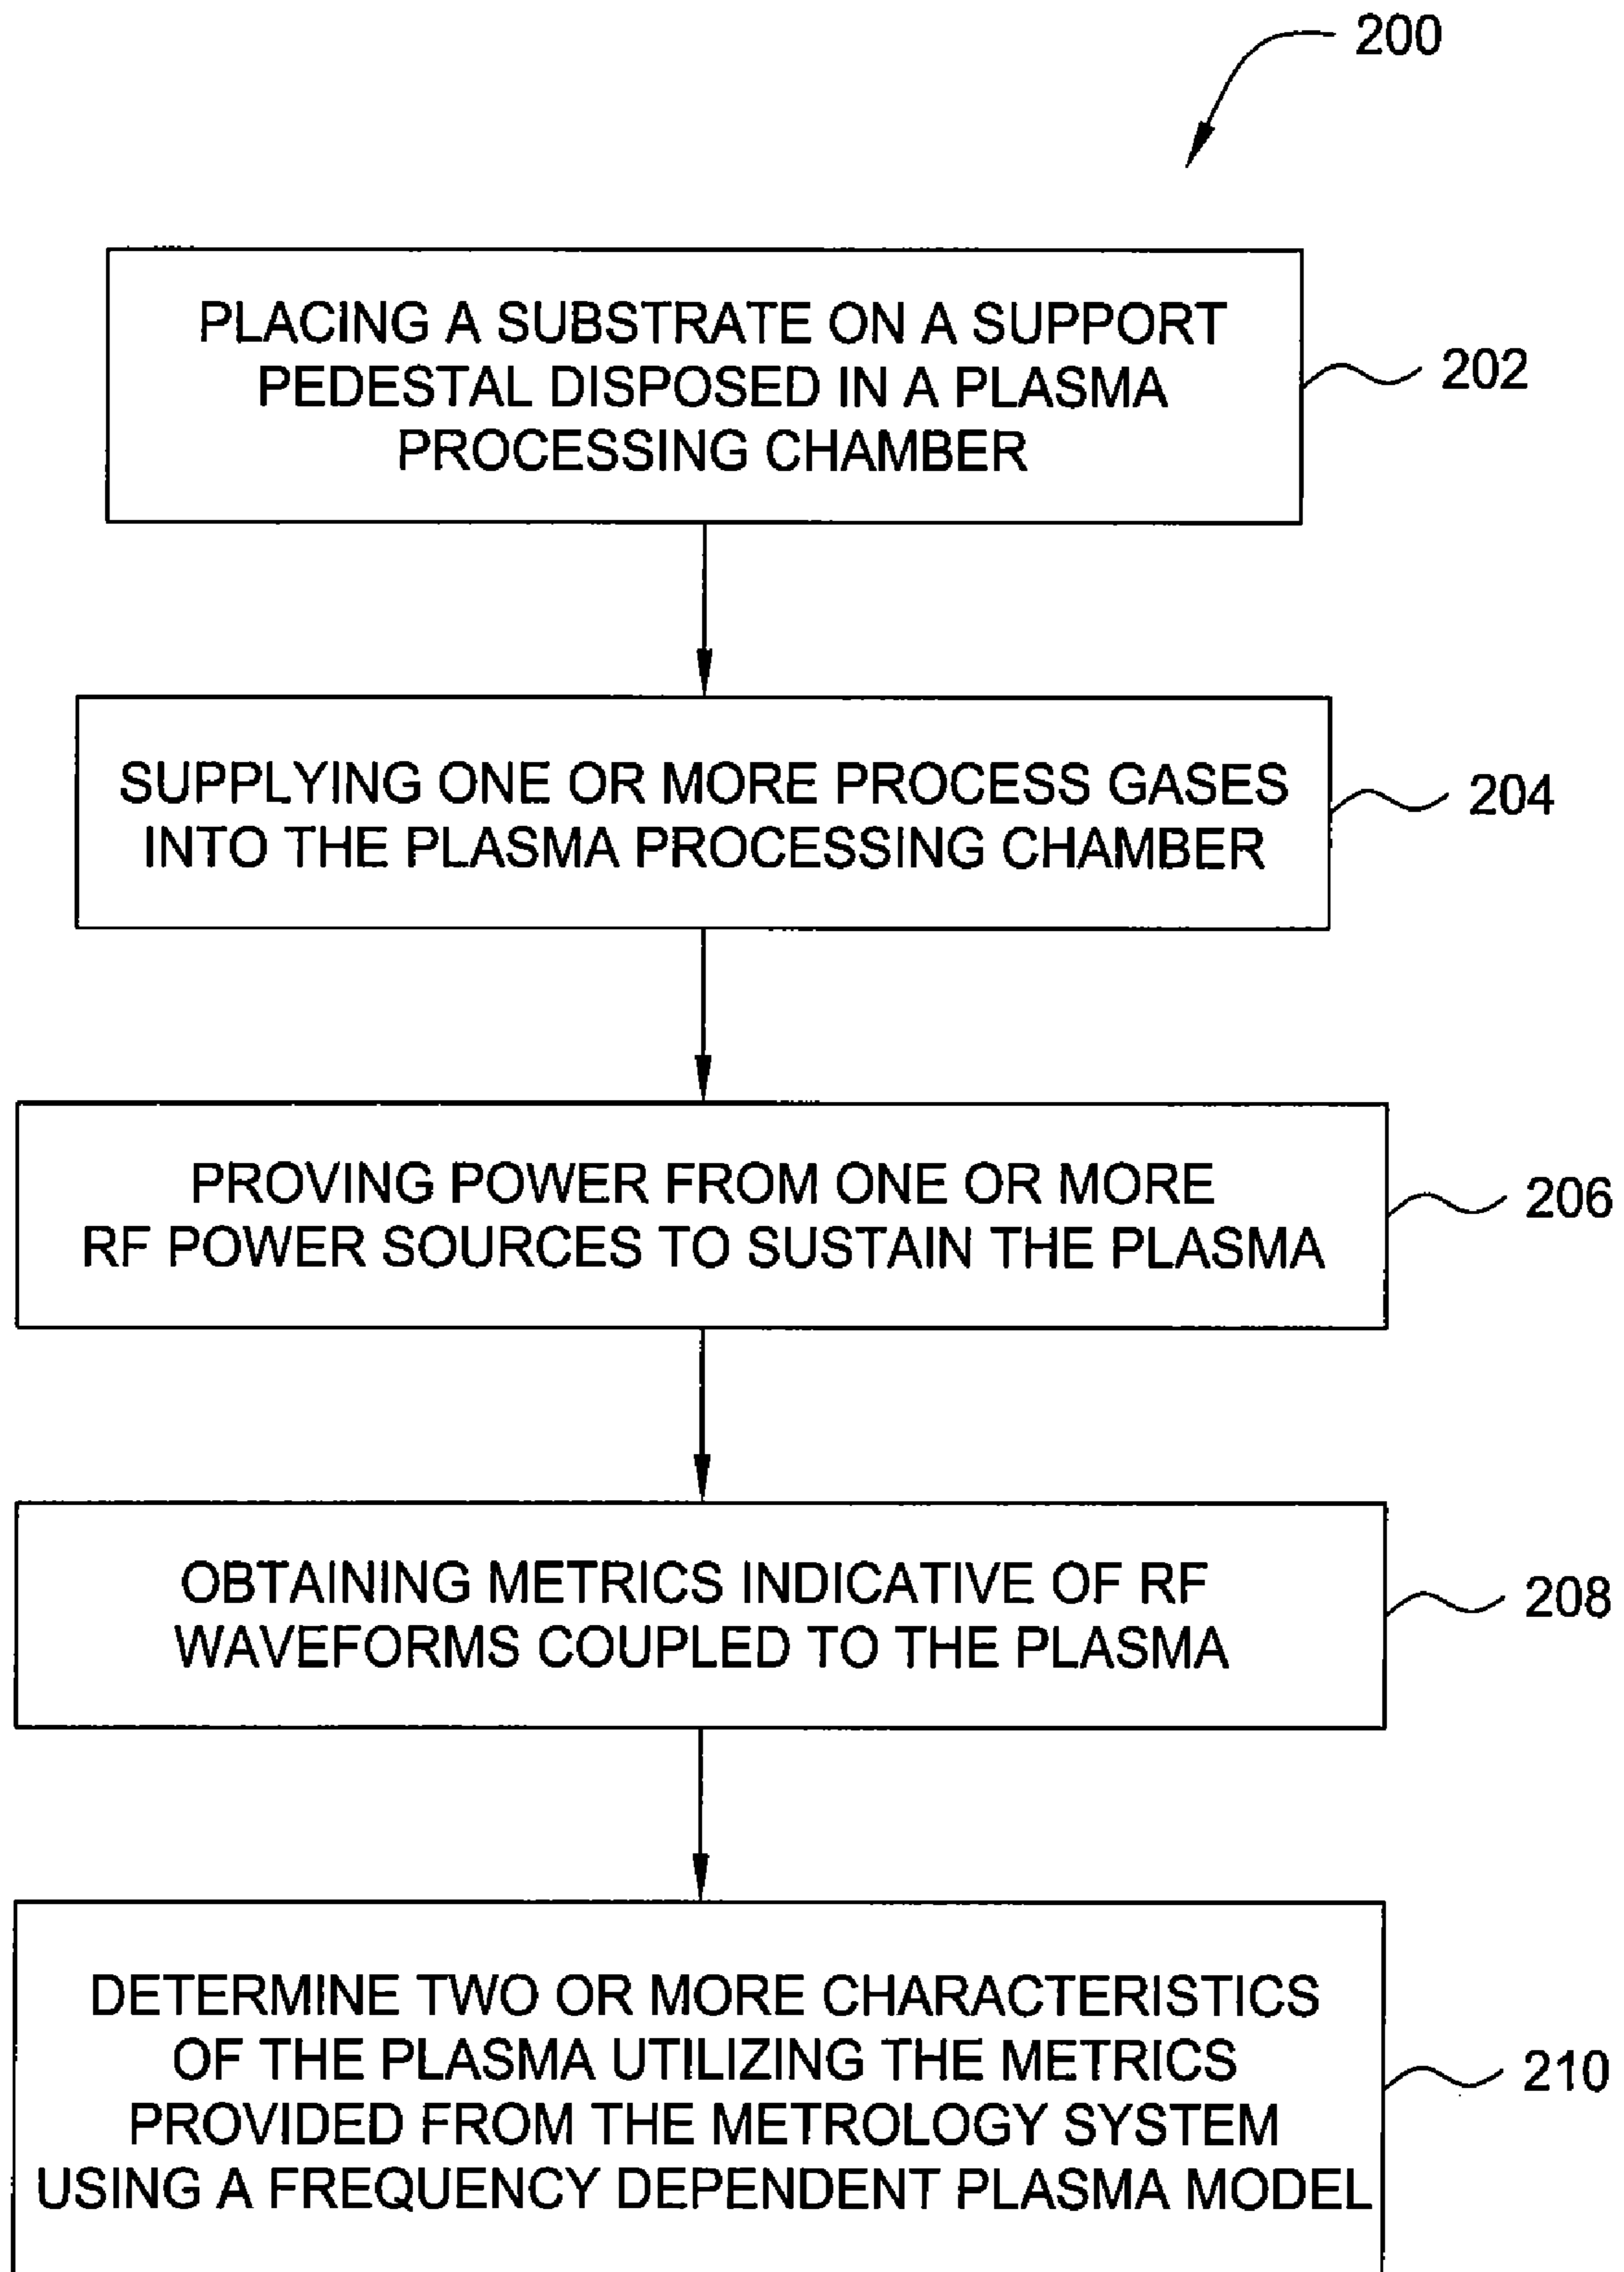 200
PLACING A SUBSTRATE ON A SUPPORT
PEDESTAL DISPOSED IN A PLASMA
PROCESSING CHAMBER
202
SUPPLYING ONE OR MORE PROCESS GASES
INTO THE PLASMA PROCESSING CHAMBER
204
PROVING POWER FROM ONE OR MORE
RF POWER SOURCES TO SUSTAIN THE PLASMA
206
OBTAINING METRICS INDICATIVE OF RF
WAVEFORMS COUPLED TO THE PLASMA
208
DETERMINE TWO OR MORE CHARACTERISTICS
OF THE PLASMA UTILIZING THE METRICS
PROVIDED FROM THE METROLOGY SYSTEM
USING A FREQUENCY DEPENDENT PLASMA MODEL
210